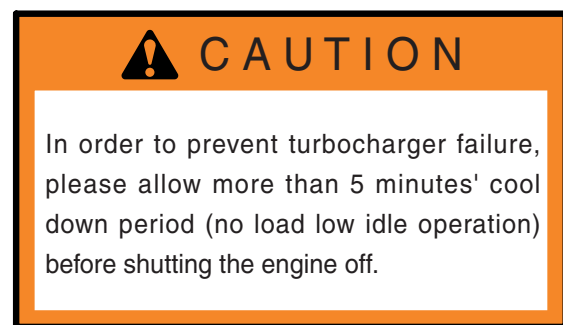 CAUTION
In order to prevent turbocharger failure,
please allow more than 5 minutes' cool
down period (no load low idle operation)
before shutting the engine off.